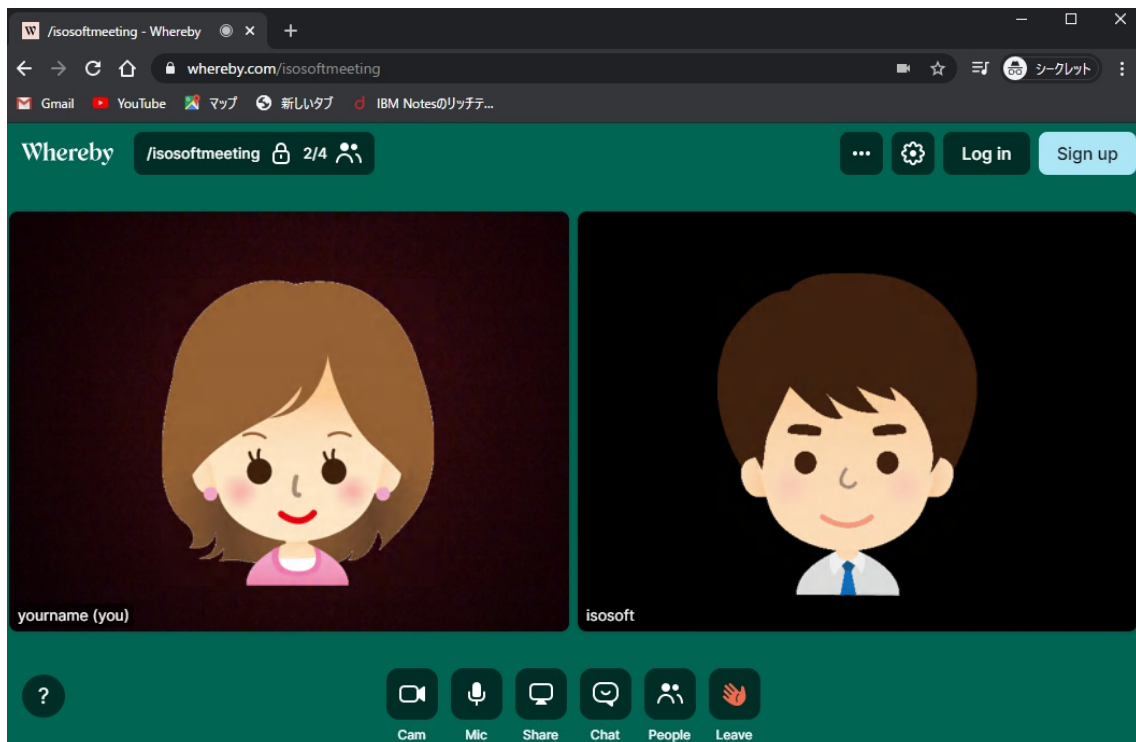 /isosoftmeeting - Whereby
whereby.com/isosoftmeeting
シークレット
Gmail YouTube マップ 新しいタブ IBM Notesのリッチテ...
Whereby /isosoftmeeting 2/4 Log in Sign up
yourname (you) isosoft
?
Cam Mic Share Chat People Leave